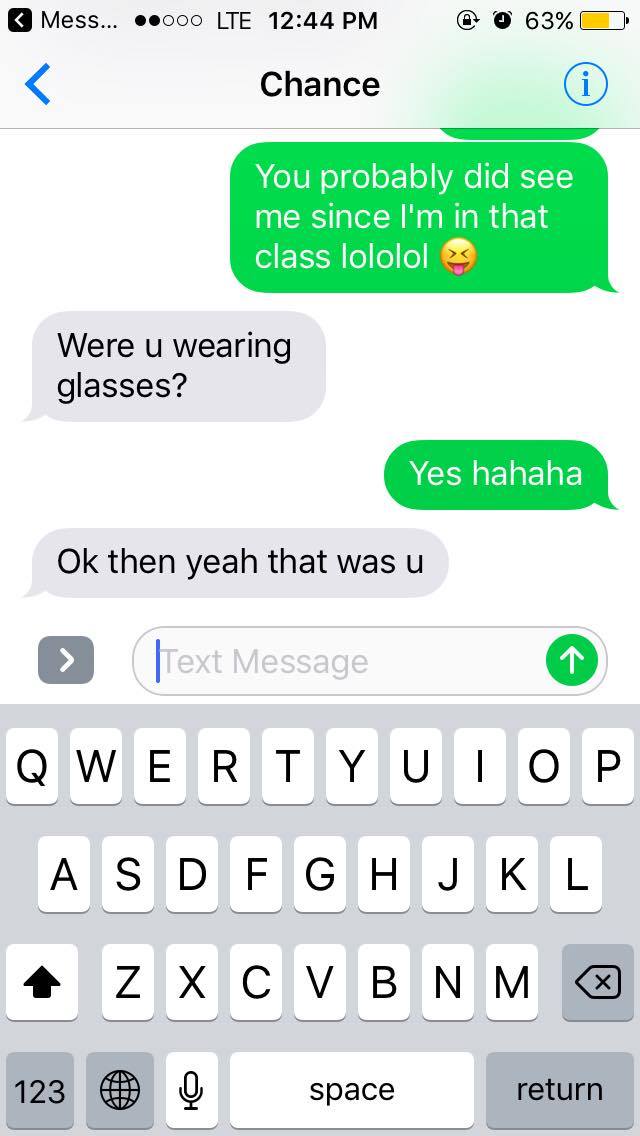 Mess... LTE 12:44 PM 63%
Chance
You probably did see
me since I'm in that
class lololol 😝
Were u wearing
glasses?
Yes hahaha
Ok then yeah that was u
Text Message
Q W E R T Y U I O P
A S D F G H J K L
Z X C V B N M
123 space return